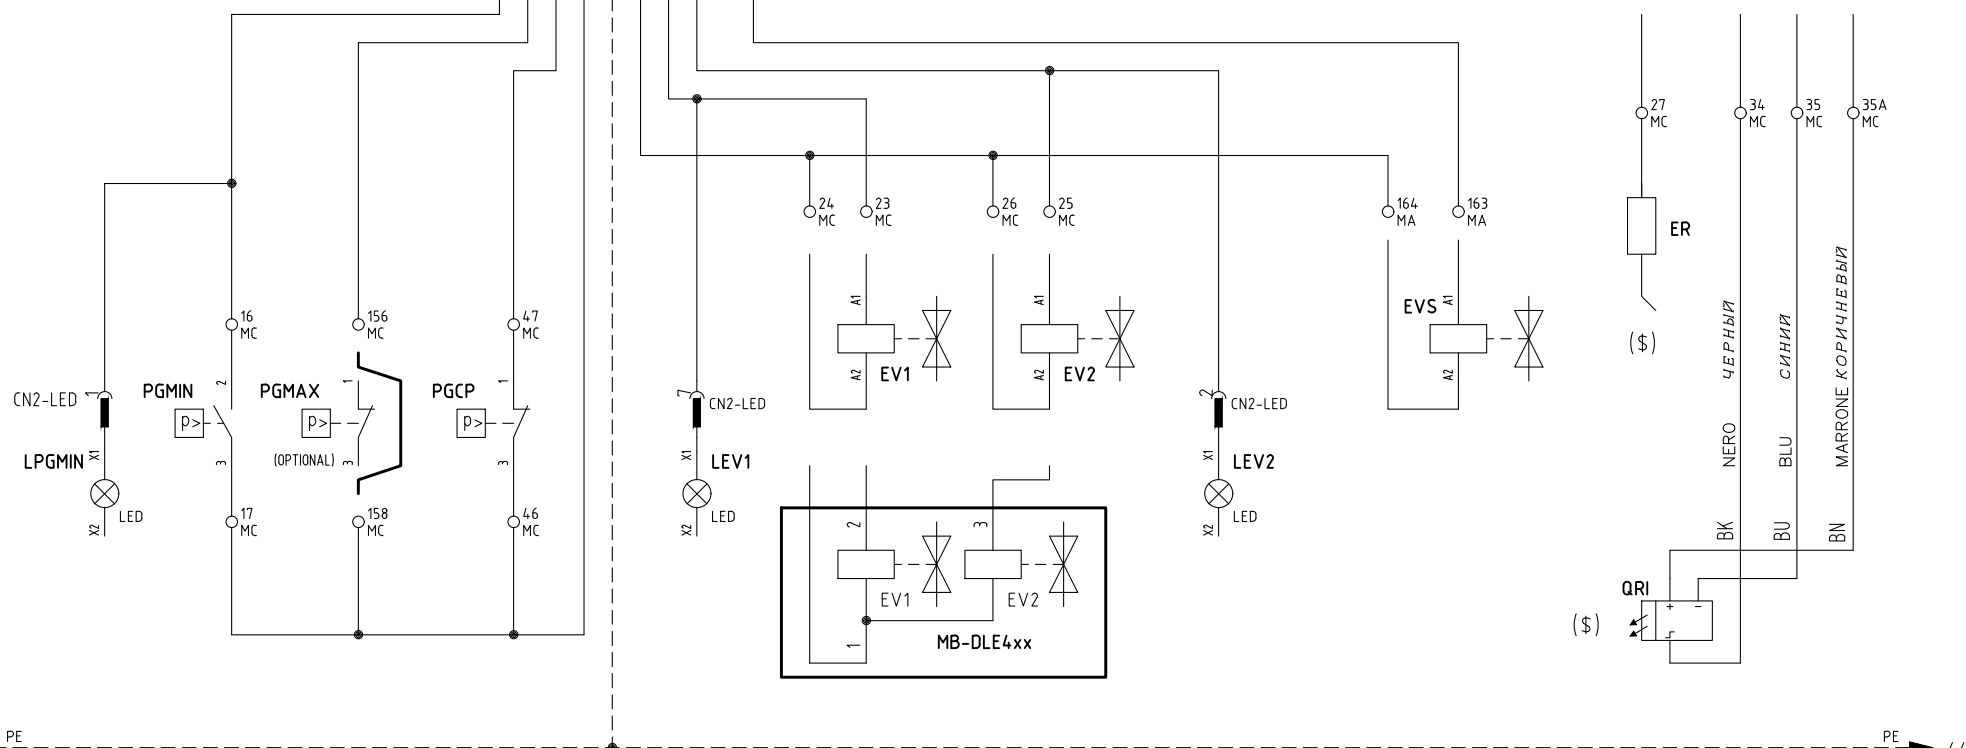 27
MC
34
MC
35
MC
35A
MC
24
MC
23
MC
26
MC
25
MC
164
MA
163
MA
ER
16
MC
156
MC
47
MC
A1
A1
EVS
A1
($)
ЧЕРНЫЙ
СИНИЙ
КОРИЧНЕВЫЙ
A2
EV1
A2
EV2
A2
CN2-LED
1
PGMIN
2
PGMAX
1
PGCP
1
7
CN2-LED
2
CN2-LED
P>
P>
P>
NERO
BLU
MARRONE
LPGMIN
X1
3
(OPTIONAL)
3
3
X1
LEV1
X1
LEV2
LED
X2
17
MC
158
MC
46
MC
LED
X2
2
3
LED
X2
BK
BU
BN
EV1
EV2
QRI
+
−
($)
1
MB-DLE4xx
PE
PE